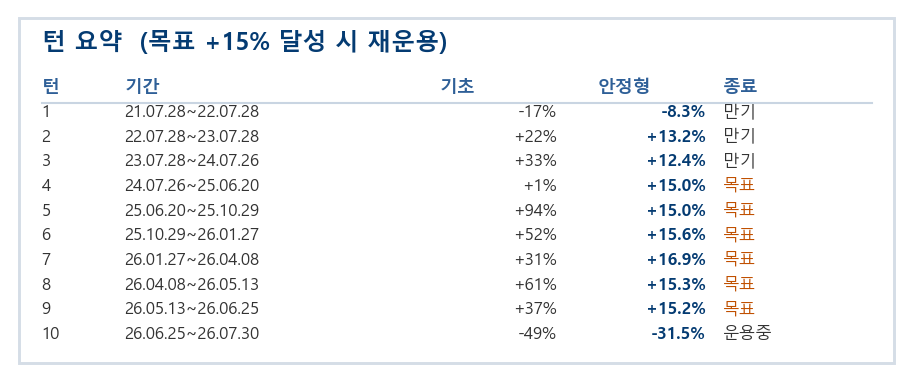 턴 요약 (목표 +15% 달성 시 재운용)
턴 기간 기초 안정형 종료
1 21.07.28~22.07.28 -17% -8.3% 만기
2 22.07.28~23.07.28 +22% +13.2% 만기
3 23.07.28~24.07.26 +33% +12.4% 만기
4 24.07.26~25.06.20 +1% +15.0% 목표
5 25.06.20~25.10.29 +94% +15.0% 목표
6 25.10.29~26.01.27 +52% +15.6% 목표
7 26.01.27~26.04.08 +31% +16.9% 목표
8 26.04.08~26.05.13 +61% +15.3% 목표
9 26.05.13~26.06.25 +37% +15.2% 목표
10 26.06.25~26.07.30 -49% -31.5% 운용중